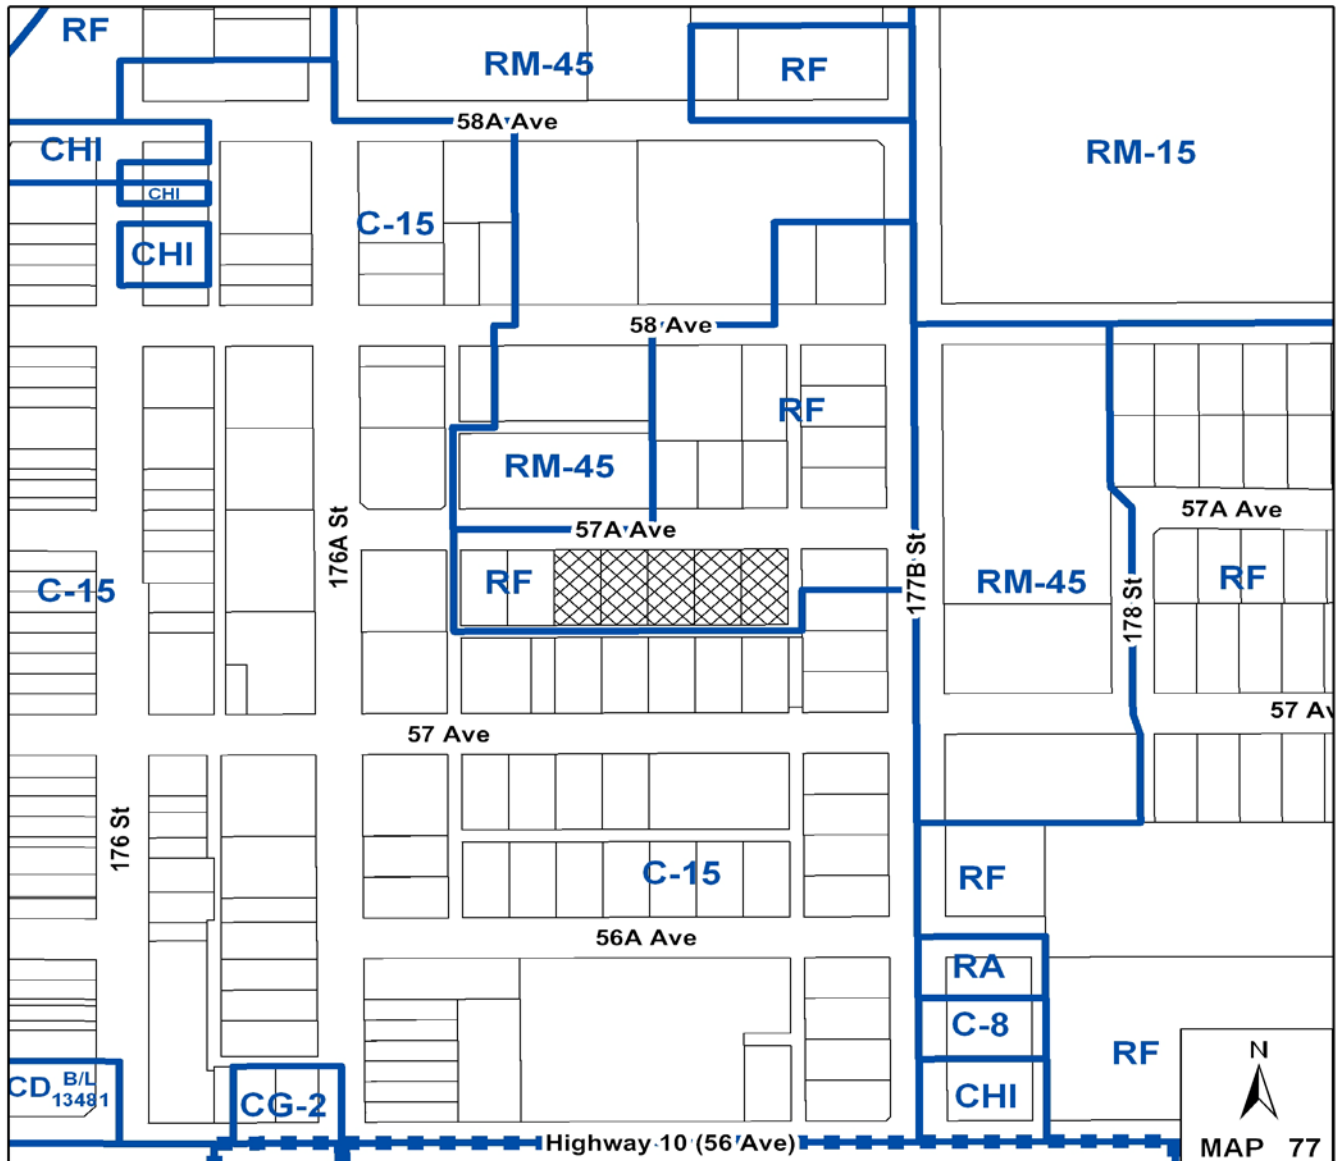 RF
RM-45
RF
58A Ave
CHI
RM-15
CHI
C-15
CHI
58 Ave
RF
RM-45
57A Ave
57A Ave
176A St
177B St
178 St
C-15
RF
RM-45
RF
57 Ave
57 Av
176 St
C-15
RF
56A Ave
RA
C-8
RF
N
CD B/L
13481
CG-2
CHI
Highway 10 (56 Ave)
MAP 77